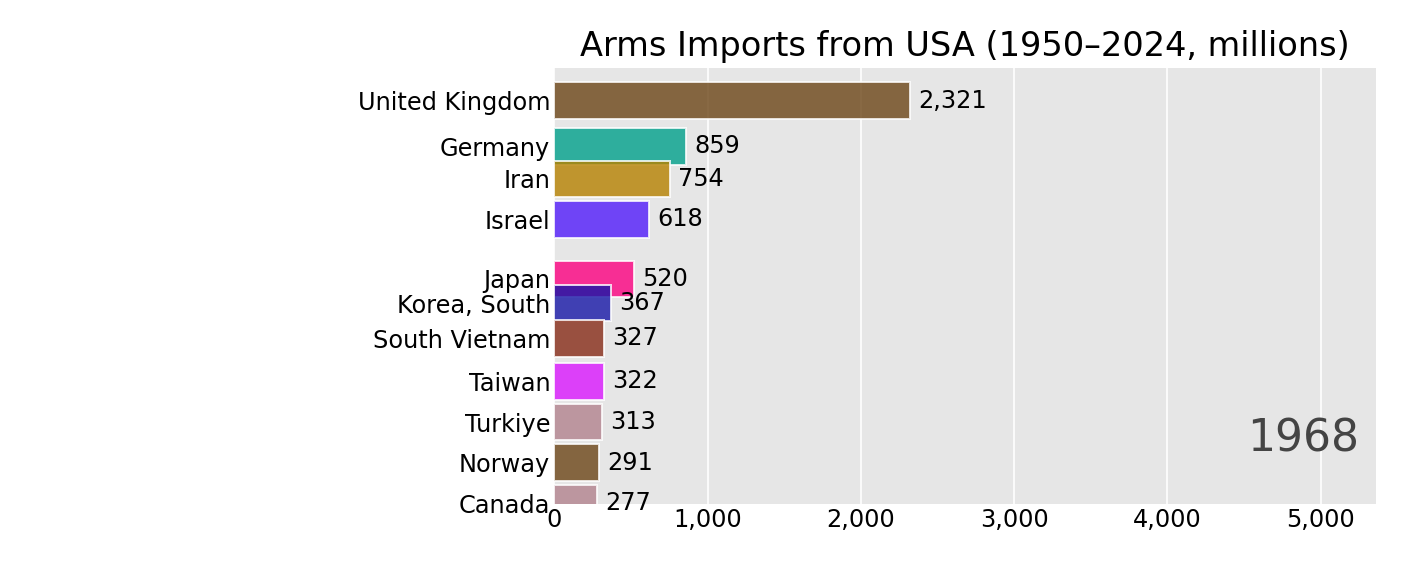 Arms Imports from USA (1950–2024, millions)
United Kingdom 2,321
Germany 859
Iran 754
Israel 618
Japan 520
Korea, South 367
South Vietnam 327
Taiwan 322
Turkiye 313
1968
Norway 291
Canada 277
0 1,000 2,000 3,000 4,000 5,000